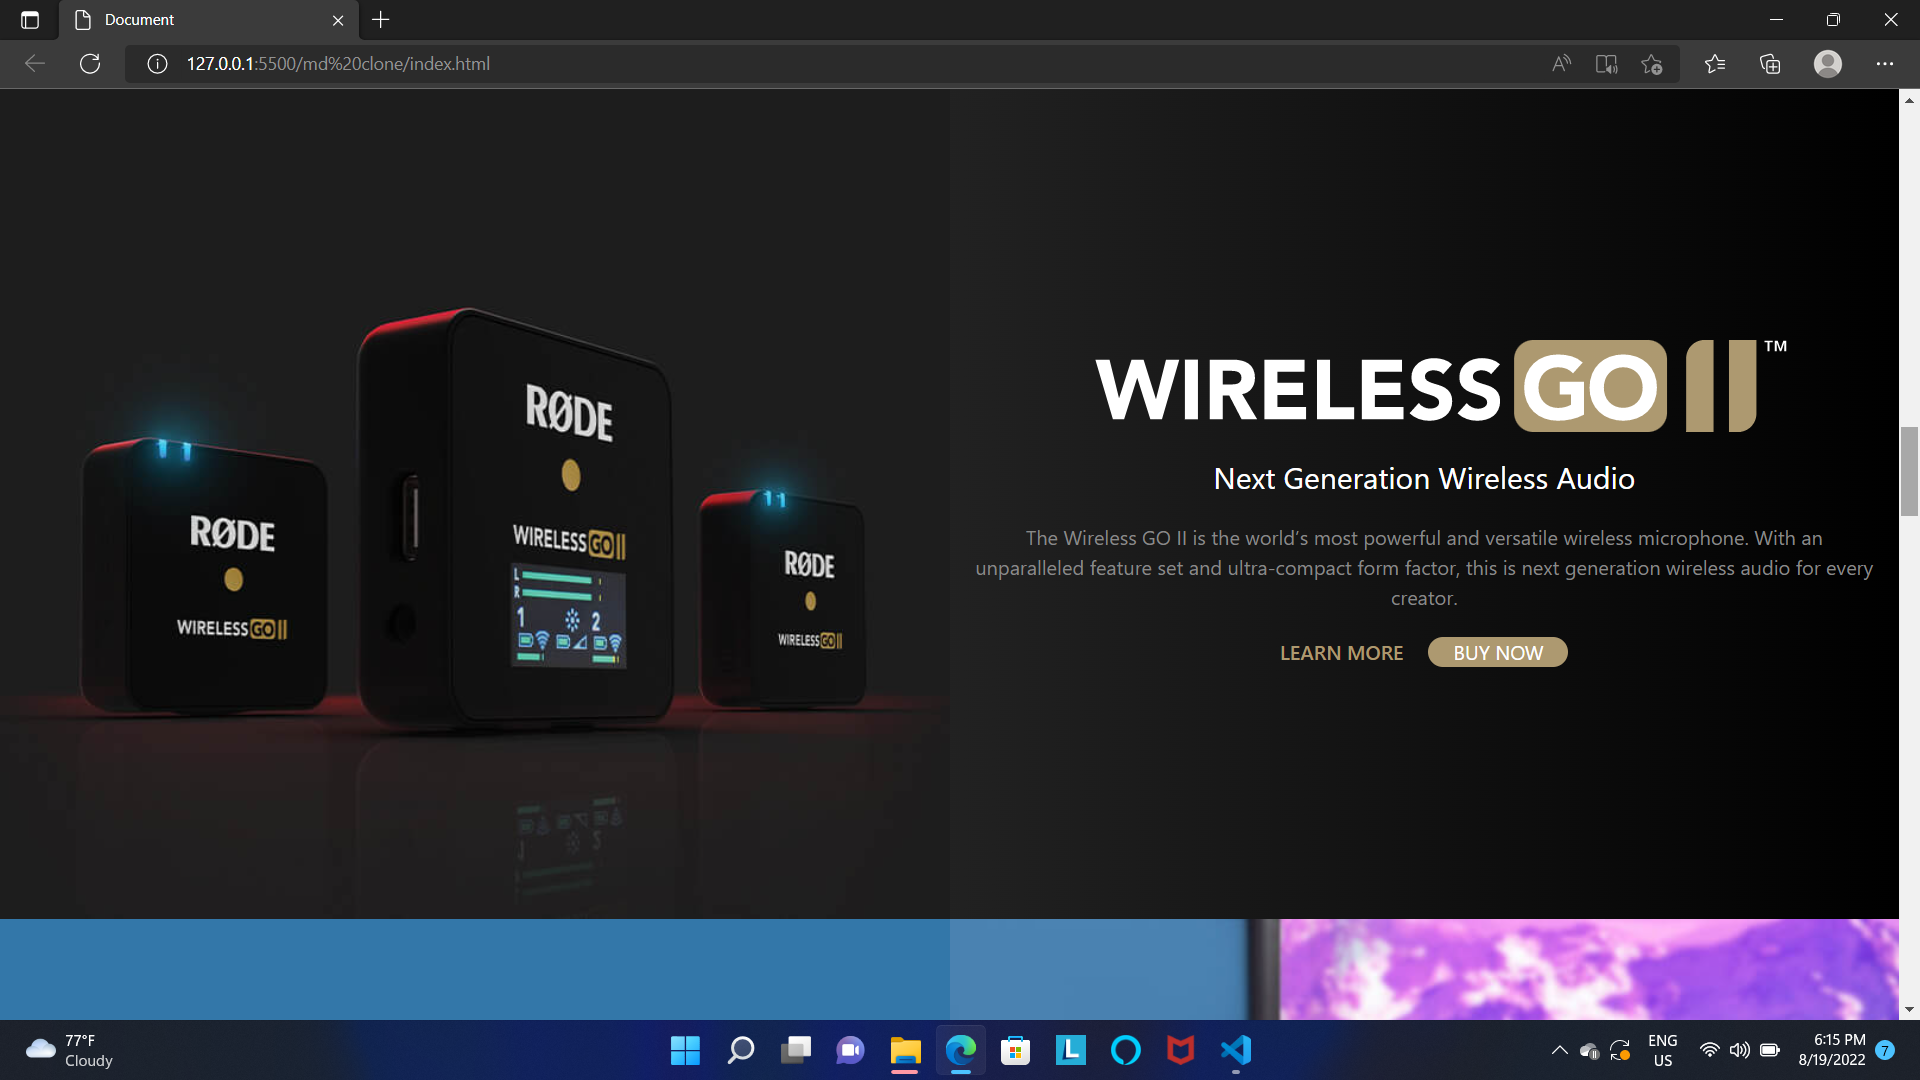 Document
127.0.0.1:5500/md%20clone/index.html
RØDE
WIRELESS GO II
L
R
1 2
RØDE
WIRELESS GO II
RØDE
WIRELESS GO II
WIRELESS GO II™
Next Generation Wireless Audio
The Wireless GO II is the world’s most powerful and versatile wireless microphone. With an
unparalleled feature set and ultra-compact form factor, this is next generation wireless audio for every
creator.
LEARN MORE BUY NOW
77°F
Cloudy
L
ENG
US
6:15 PM
8/19/2022
7